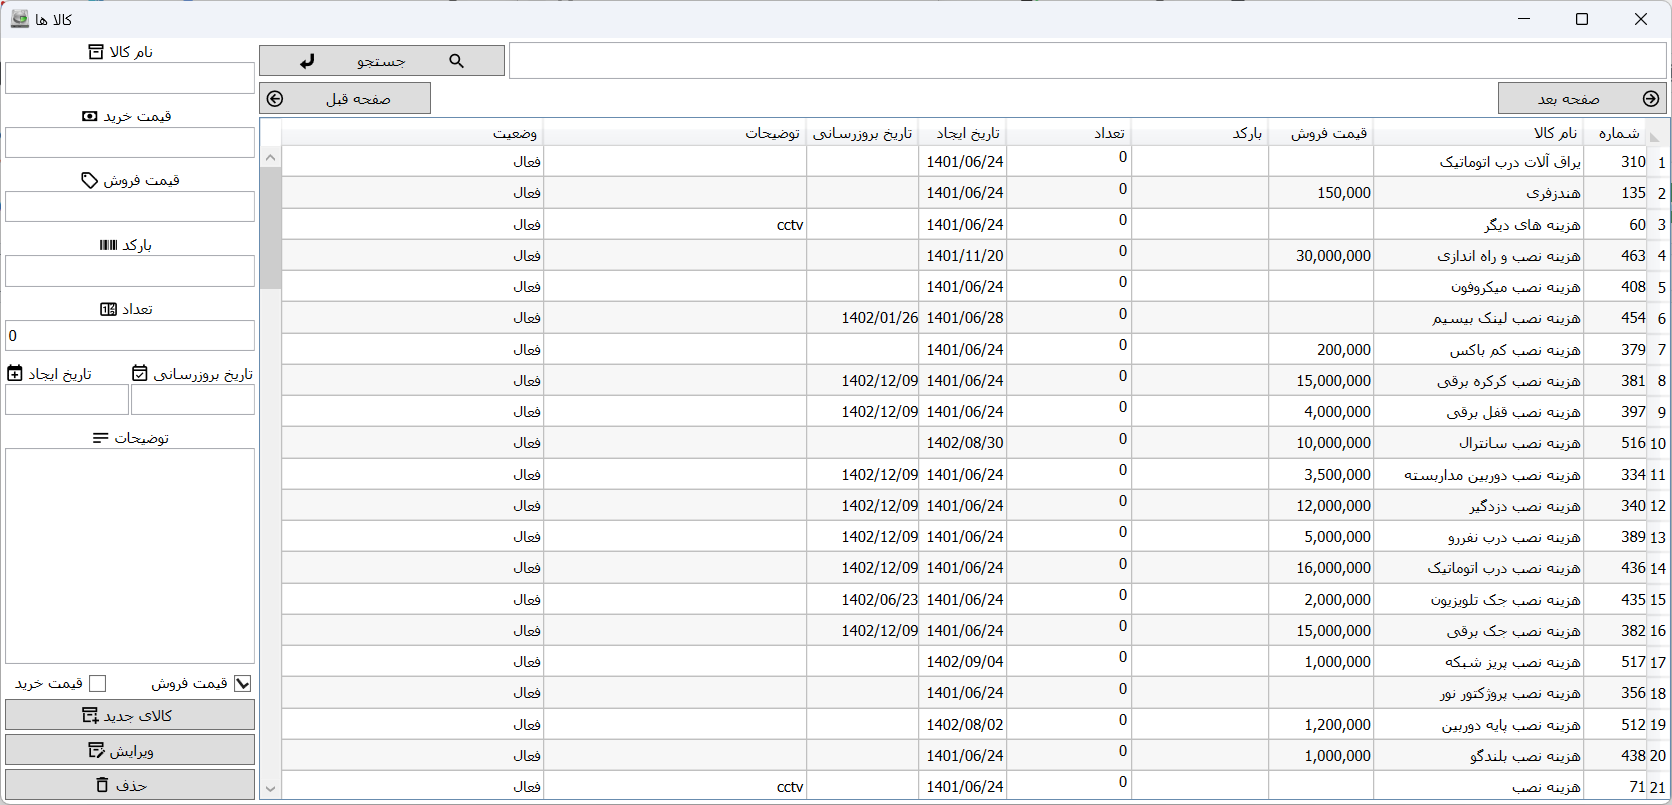 کالا ها
جستجو
صفحه بعد
صفحه قبل
نام کالا
قیمت خرید
قیمت فروش
بارکد
تعداد
0
تاریخ بروزرسانی تاریخ ایجاد
توضیحات
قیمت فروش قیمت خرید
کالای جدید
ویرایش
حذف
شماره نام کالا قیمت فروش بارکد تعداد تاریخ ایجاد تاریخ بروزرسانی توضیحات وضعیت
1 310 یراق آلات درب اتوماتیک 0 1401/06/24 فعال
2 135 هندزفری 150,000 0 1401/06/24 فعال
3 60 هزینه های دیگر 0 1401/06/24 cctv فعال
4 463 هزینه نصب و راه اندازی 30,000,000 0 1401/11/20 فعال
5 408 هزینه نصب میکروفون 0 1401/06/24 فعال
6 454 هزینه نصب لینک بیسیم 0 1401/06/28 1402/01/26 فعال
7 379 هزینه نصب کم باکس 200,000 0 1401/06/24 فعال
8 381 هزینه نصب کرکره برقی 15,000,000 0 1401/06/24 1402/12/09 فعال
9 397 هزینه نصب قفل برقی 4,000,000 0 1401/06/24 1402/12/09 فعال
10 516 هزینه نصب سانترال 10,000,000 0 1402/08/30 فعال
11 334 هزینه نصب دوربین مداربسته 3,500,000 0 1401/06/24 1402/12/09 فعال
12 340 هزینه نصب دزدگیر 12,000,000 0 1401/06/24 1402/12/09 فعال
13 389 هزینه نصب درب نفررو 5,000,000 0 1401/06/24 1402/12/09 فعال
14 436 هزینه نصب درب اتوماتیک 16,000,000 0 1401/06/24 1402/12/09 فعال
15 435 هزینه نصب جک تلویزیون 2,000,000 0 1401/06/24 1402/06/23 فعال
16 382 هزینه نصب جک برقی 15,000,000 0 1401/06/24 1402/12/09 فعال
17 517 هزینه نصب پریز شبکه 1,000,000 0 1402/09/04 فعال
18 356 هزینه نصب پروژکتور نور 0 1401/06/24 فعال
19 512 هزینه نصب پایه دوربین 1,200,000 0 1402/08/02 فعال
20 438 هزینه نصب بلندگو 1,000,000 0 1401/06/24 فعال
21 71 هزینه نصب 0 1401/06/24 cctv فعال